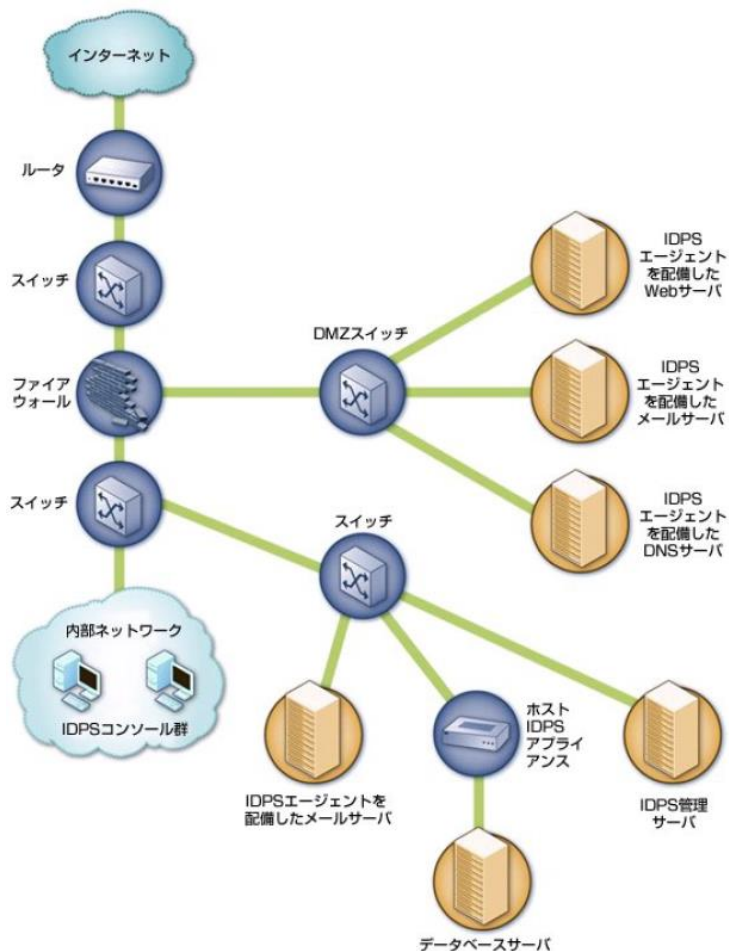 インターネット
ルータ
スイッチ
ファイア
ウォール
スイッチ
内部ネットワーク
IDPSコンソール群
DMZスイッチ
IDPS
エージェント
を配備した
Webサーバ
IDPS
エージェント
を配備した
メールサーバ
IDPS
エージェント
を配備した
DNSサーバ
スイッチ
IDPSエージェントを
配備したメールサーバ
ホスト
IDPS
アプライ
アンス
データベースサーバ
IDPS管理
サーバ